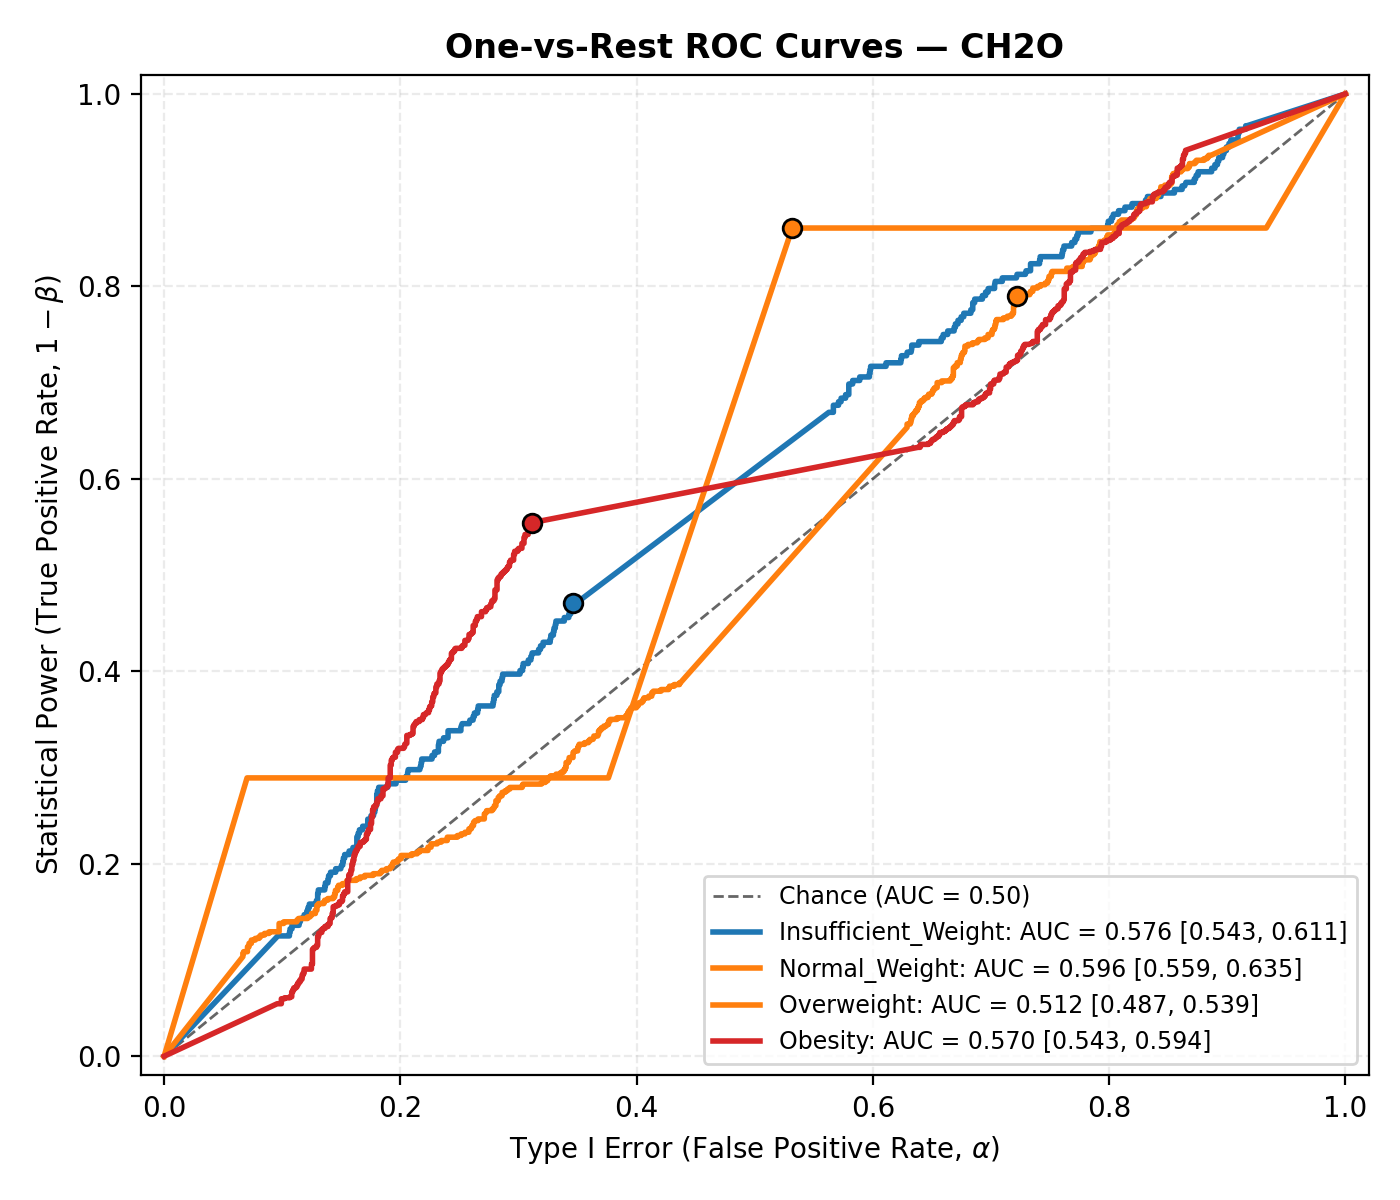 One-vs-Rest ROC Curves — CH2O
Statistical Power (True Positive Rate, 1 − β)
1.0
0.8
0.6
0.4
0.2
0.0
Chance (AUC = 0.50)
Insufficient_Weight: AUC = 0.576 [0.543, 0.611]
Normal_Weight: AUC = 0.596 [0.559, 0.635]
Overweight: AUC = 0.512 [0.487, 0.539]
Obesity: AUC = 0.570 [0.543, 0.594]
0.0 0.2 0.4 0.6 0.8 1.0
Type I Error (False Positive Rate, α)